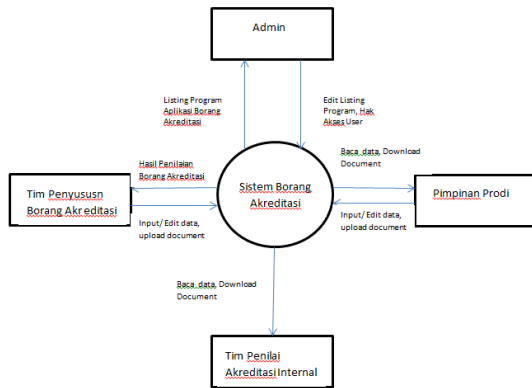 Admin
Listing Program
Aplikasi Borang
Akreditasi
Edit Listing
Program, Hak
Akses User
Hasil Penilaian
Borang Akreditasi
Baca data, Download
Document
Tim Penyususn
Borang Akreditasi
Sistem Borang
Akreditasi
Pimpinan Prodi
Input/ Edit data,
upload document
Input/ Edit data,
upload document
Baca data, Download
Document
Tim Penilai
Akreditasi Internal